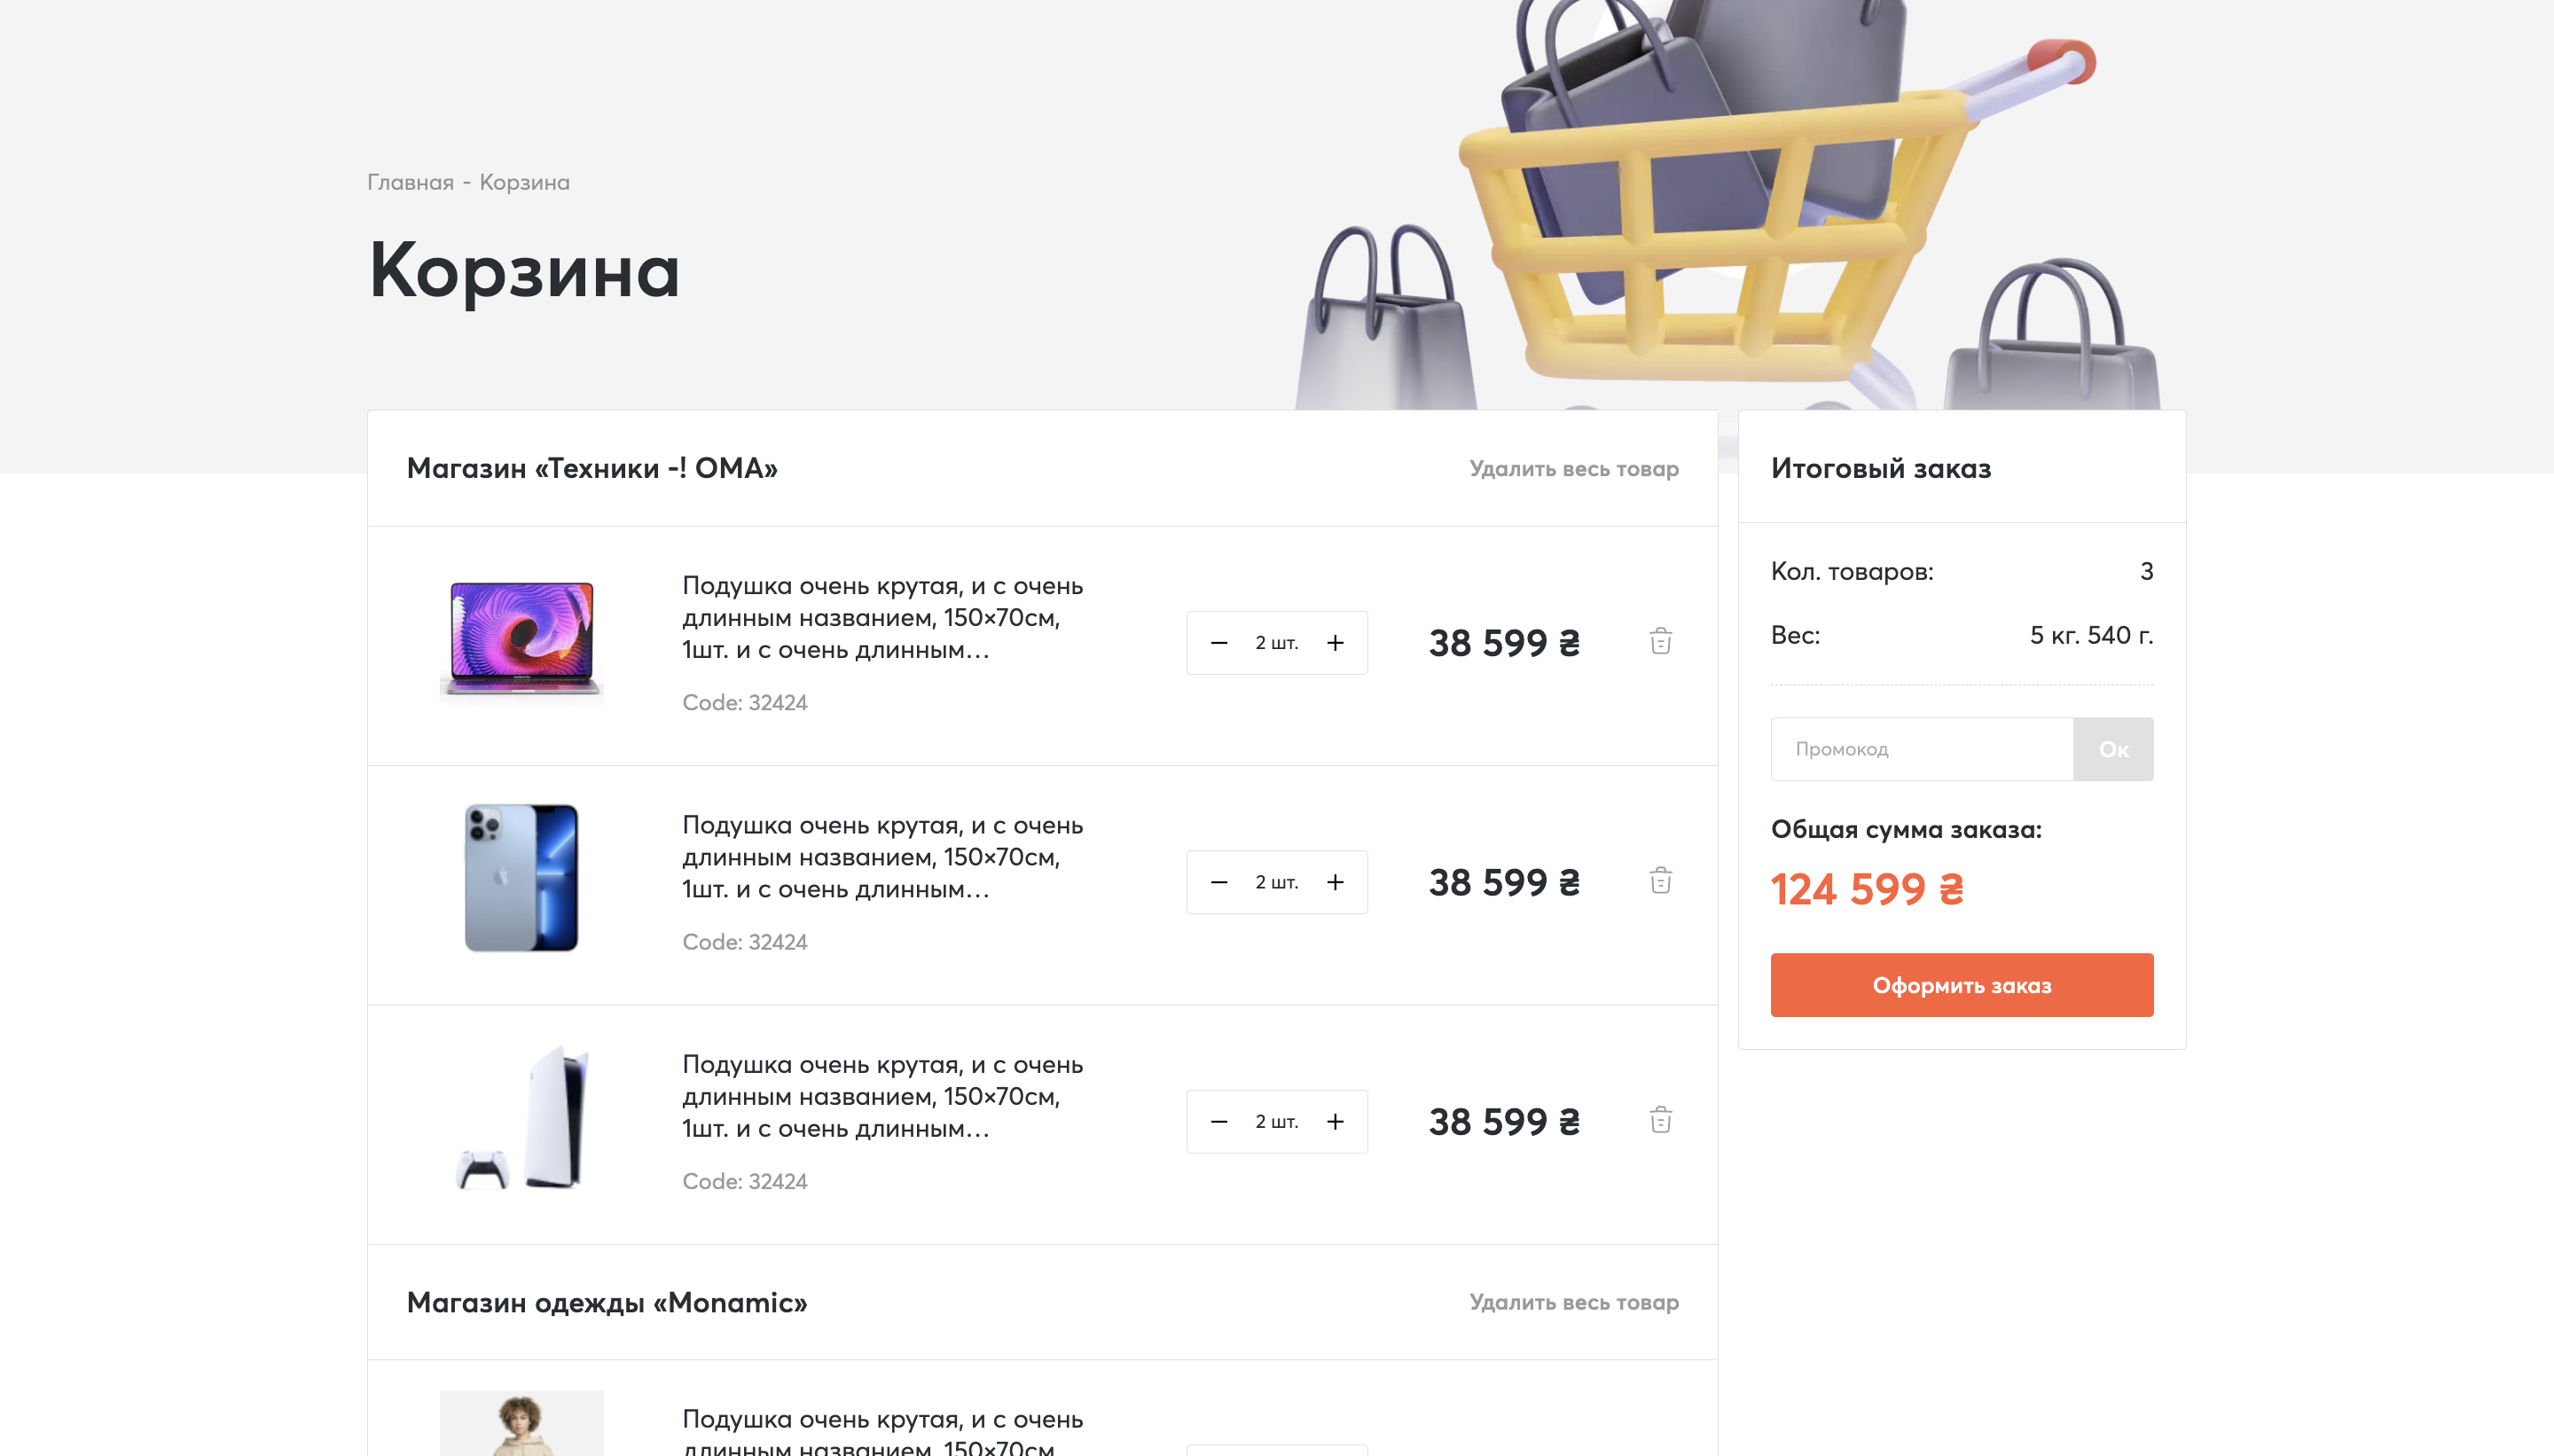 Главная - Корзина
Корзина
Магазин «Техники -! ОМА»
Удалить весь товар
Подушка очень крутая, и с очень
длинным названием, 150×70см,
1шт. и с очень длинным...
Code: 32424
2 шт.
38 599 ₴
Подушка очень крутая, и с очень
длинным названием, 150×70см,
1шт. и с очень длинным...
Code: 32424
2 шт.
38 599 ₴
Подушка очень крутая, и с очень
длинным названием, 150×70см,
1шт. и с очень длинным...
Code: 32424
2 шт.
38 599 ₴
Магазин одежды «Monamic»
Удалить весь товар
Подушка очень крутая, и с очень
длинным названием, 150×70см
Итоговый заказ
Кол. товаров: 3
Вес: 5 кг. 540 г.
Промокод
Ок
Общая сумма заказа:
124 599 ₴
Оформить заказ